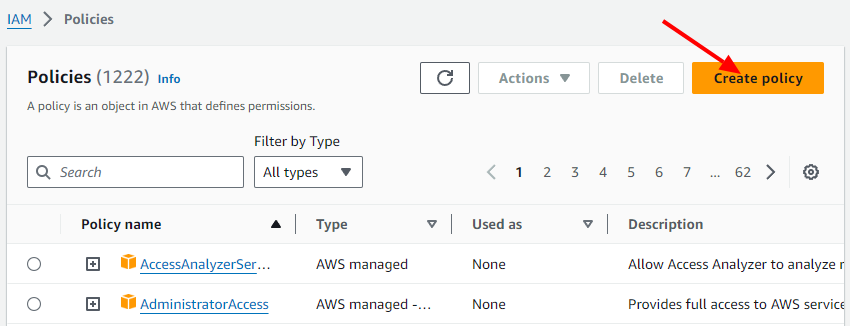 IAM > Policies
Policies (1222) Info
Actions Delete Create policy
A policy is an object in AWS that defines permissions.
Filter by Type
Search All types 1 2 3 4 5 6 7 ... 62
Policy name Type Used as Description
AccessAnalyzerSer... AWS managed None Allow Access Analyzer to analyze
AdministratorAccess AWS managed -... None Provides full access to AWS service